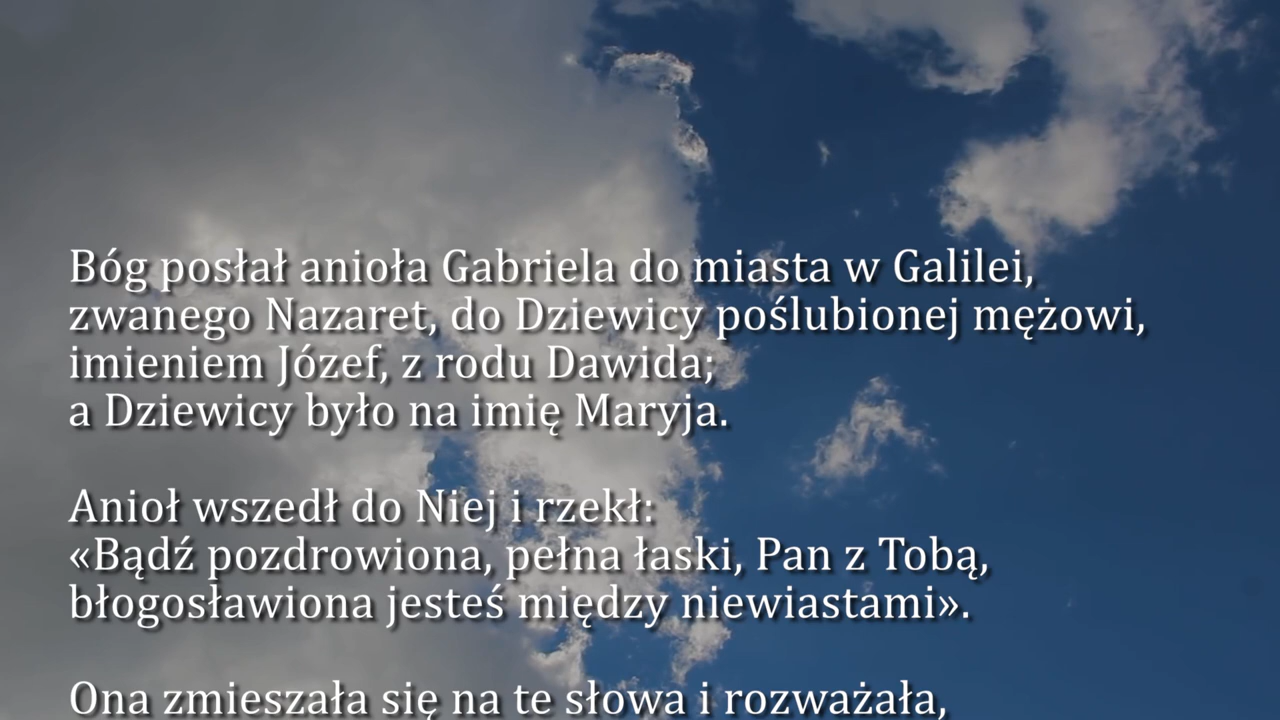 Bóg posłał anioła Gabriela do miasta w Galilei,
zwanego Nazaret, do Dziewicy poślubionej mężowi,
imieniem Józef, z rodu Dawida;
a Dziewicy było na imię Maryja.
Anioł wszedł do Niej i rzekł:
«Bądź pozdrowiona, pełna łaski, Pan z Tobą,
błogosławiona jesteś między niewiastami».
Ona zmieszała się na te słowa i rozważała,